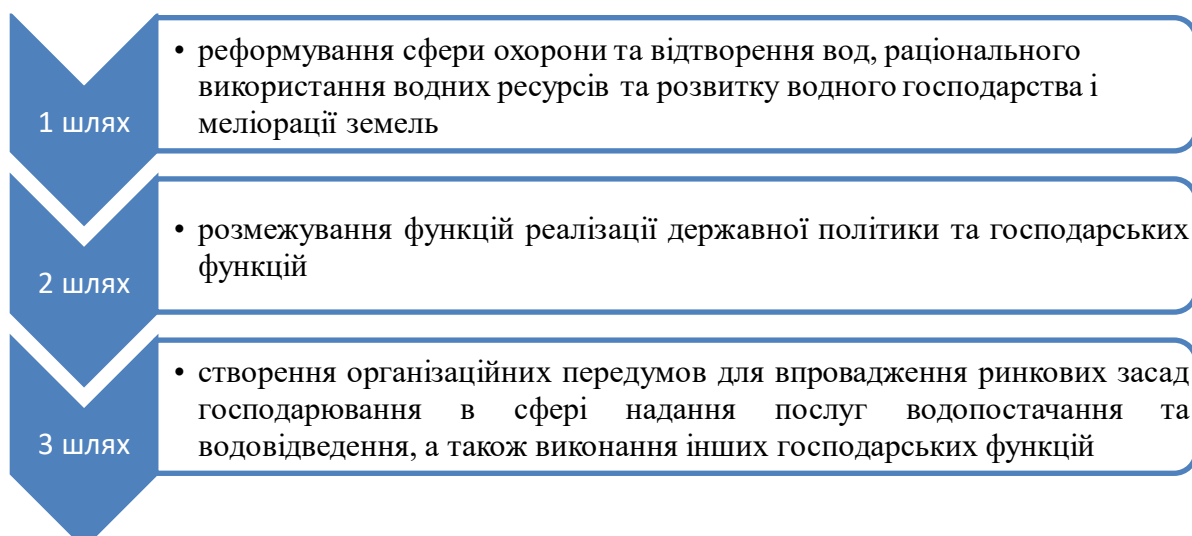 1 шлях
• реформування сфери охорони та відтворення вод, раціонального
використання водних ресурсів та розвитку водного господарства і
меліорації земель
2 шлях
• розмежування функцій реалізації державної політики та господарських
функцій
3 шлях
• створення організаційних передумов для впровадження ринкових засад
господарювання в сфері надання послуг водопостачання та
водовідведення, а також виконання інших господарських функцій